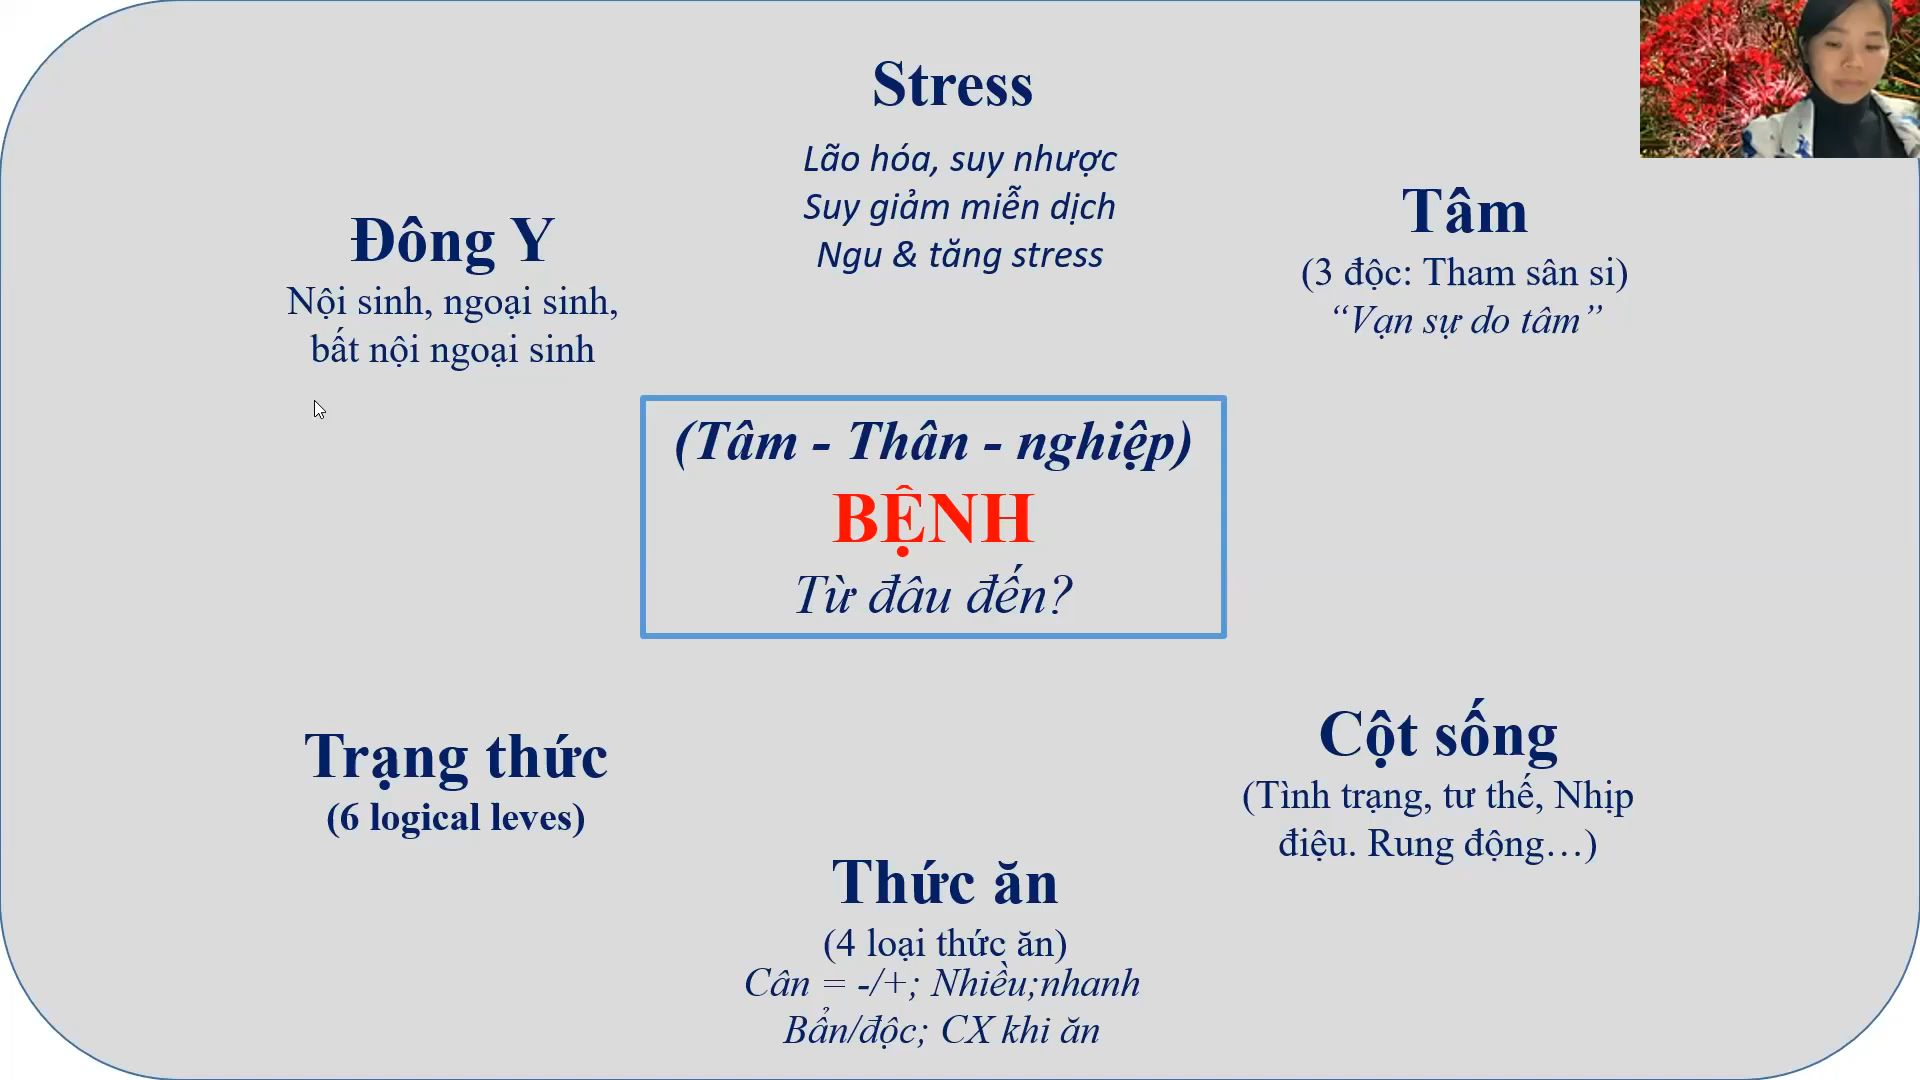 Stress
Lão hóa, suy nhược
Suy giảm miễn dịch
Ngu & tăng stress
Đông Y
Nội sinh, ngoại sinh,
bất nội ngoại sinh
Tâm
(3 độc: Tham sân si)
“Vạn sự do tâm”
(Tâm - Thân - nghiệp)
BỆNH
Từ đâu đến?
Trạng thức
(6 logical leves)
Cột sống
(Tình trạng, tư thế, Nhịp
điệu. Rung động…)
Thức ăn
(4 loại thức ăn)
Cân = -/+; Nhiều;nhanh
Bẩn/độc; CX khi ăn